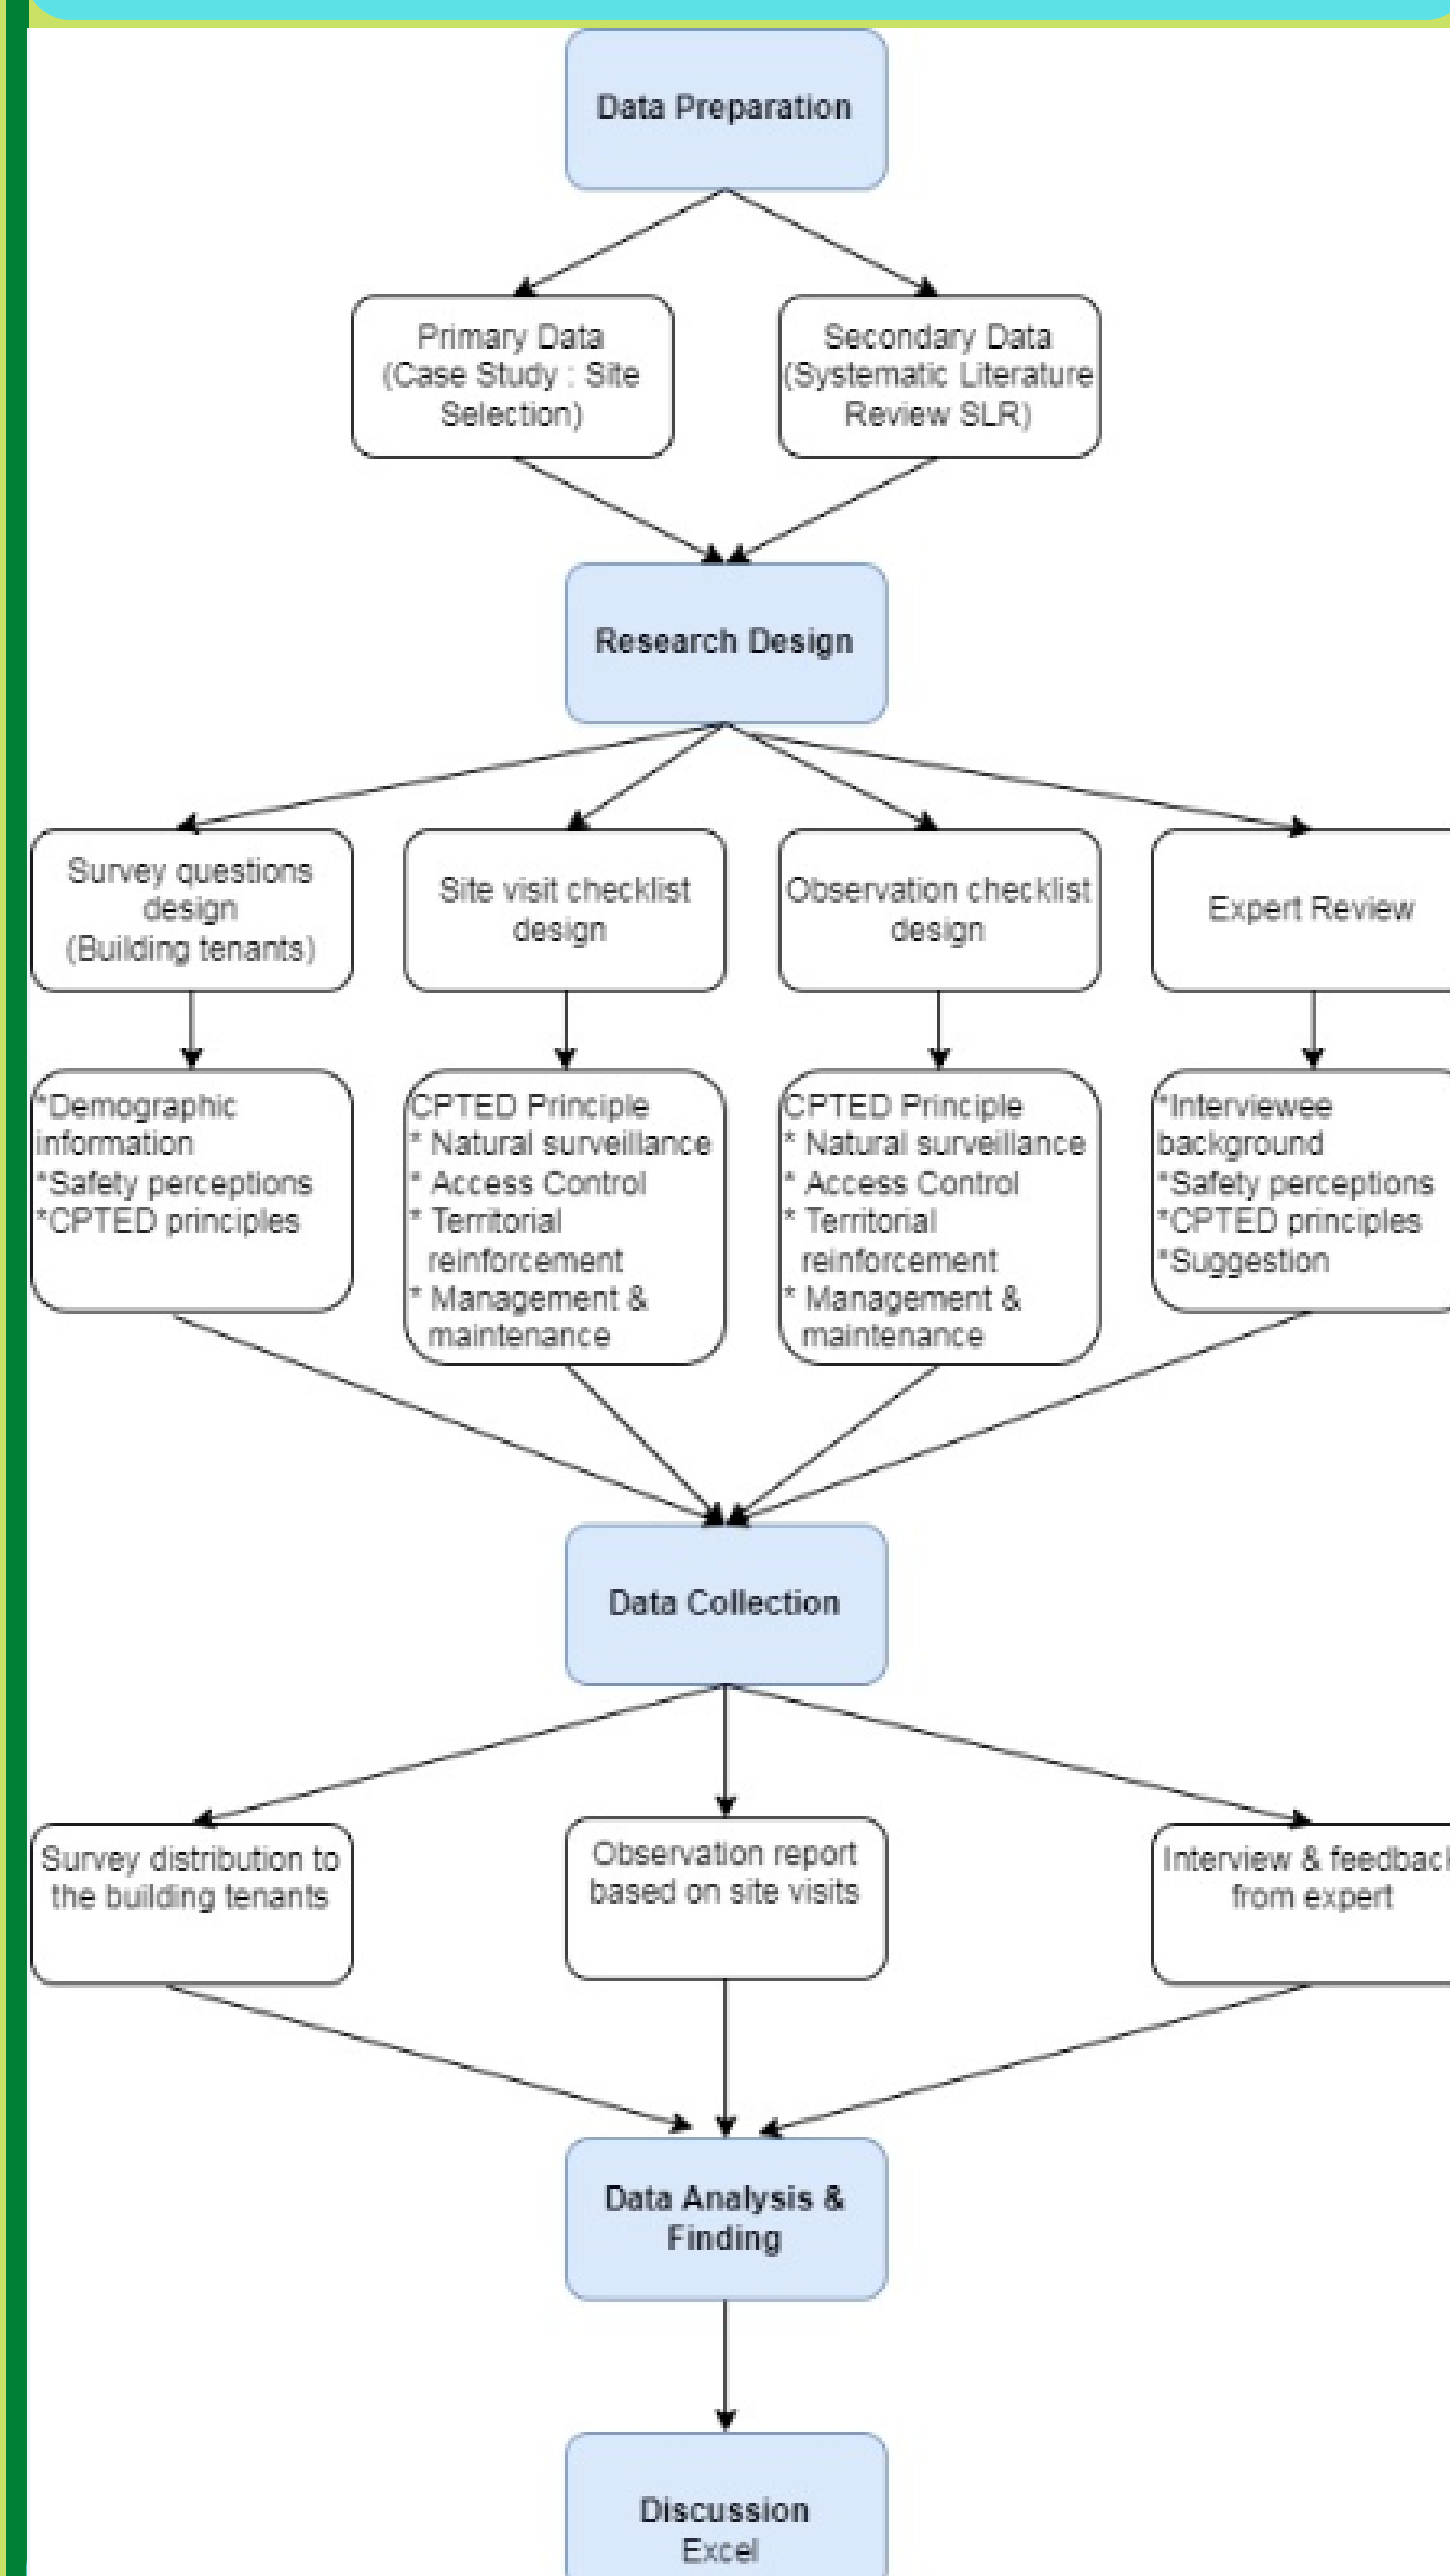 Data Preparation
Primary Data
(Case Study : Site
Selection)
Secondary Data
(Systematic Literature
Review SLR)
Research Design
Survey questions
design
(Building tenants)
Site visit checklist
design
Observation checklist
design
Expert Review
*Demographic
information
*Safety perceptions
*CPTED principles
CPTED Principle
* Natural surveillance
* Access Control
* Territorial
reinforcement
* Management &
maintenance
CPTED Principle
* Natural surveillance
* Access Control
* Territorial
reinforcement
* Management &
maintenance
*Interviewee
background
*Safety perceptions
*CPTED principles
*Suggestion
Data Collection
Survey distribution to
the building tenants
Observation report
based on site visits
Interview & feedback
from expert
Data Analysis &
Finding
Discussion
Excel